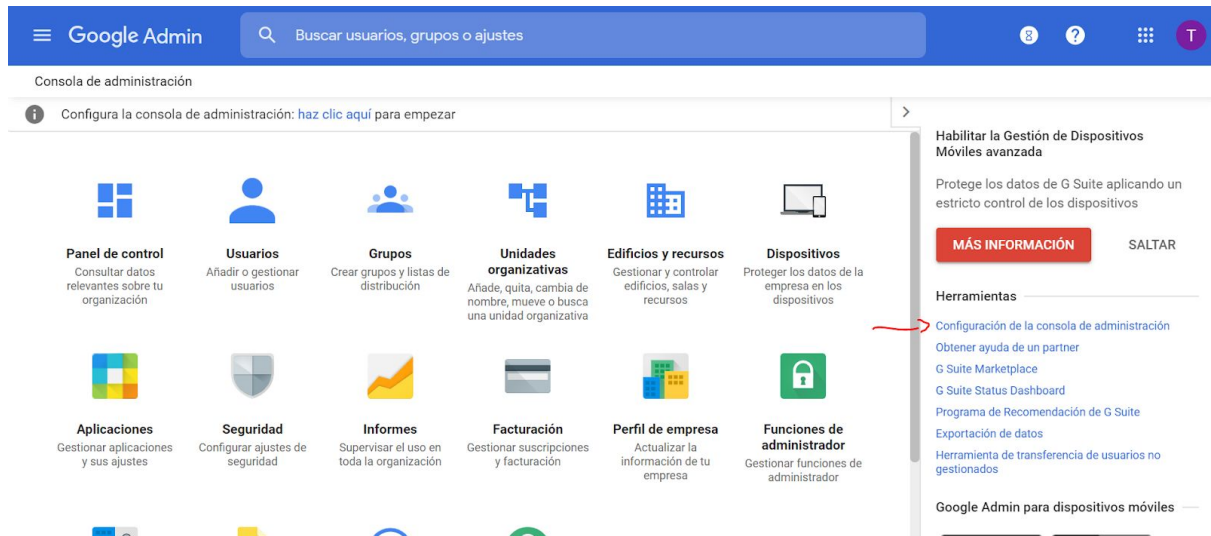 Google Admin
Buscar usuarios, grupos o ajustes
T
Consola de administración
Configura la consola de administración: haz clic aquí para empezar
Panel de control
Consultar datos
relevantes sobre tu
organización
Usuarios
Añadir o gestionar
usuarios
Grupos
Crear grupos y listas de
distribución
Unidades
organizativas
Añade, quita, cambia de
nombre, mueve o busca
una unidad organizativa
Edificios y recursos
Gestionar y controlar
edificios, salas y
recursos
Dispositivos
Proteger los datos de la
empresa en los
dispositivos
Aplicaciones
Gestionar aplicaciones
y sus ajustes
Seguridad
Configurar ajustes de
seguridad
Informes
Supervisar el uso en
toda la organización
Facturación
Gestionar suscripciones
y facturación
Perfil de empresa
Actualizar la
información de tu
empresa
Funciones de
administrador
Gestionar funciones de
administrador
Habilitar la Gestión de Dispositivos
Móviles avanzada
Protege los datos de G Suite aplicando un
estricto control de los dispositivos
MÁS INFORMACIÓN
SALTAR
Herramientas
Configuración de la consola de administración
Obtener ayuda de un partner
G Suite Marketplace
G Suite Status Dashboard
Programa de Recomendación de G Suite
Exportación de datos
Herramienta de transferencia de usuarios no
gestionados
Google Admin para dispositivos móviles